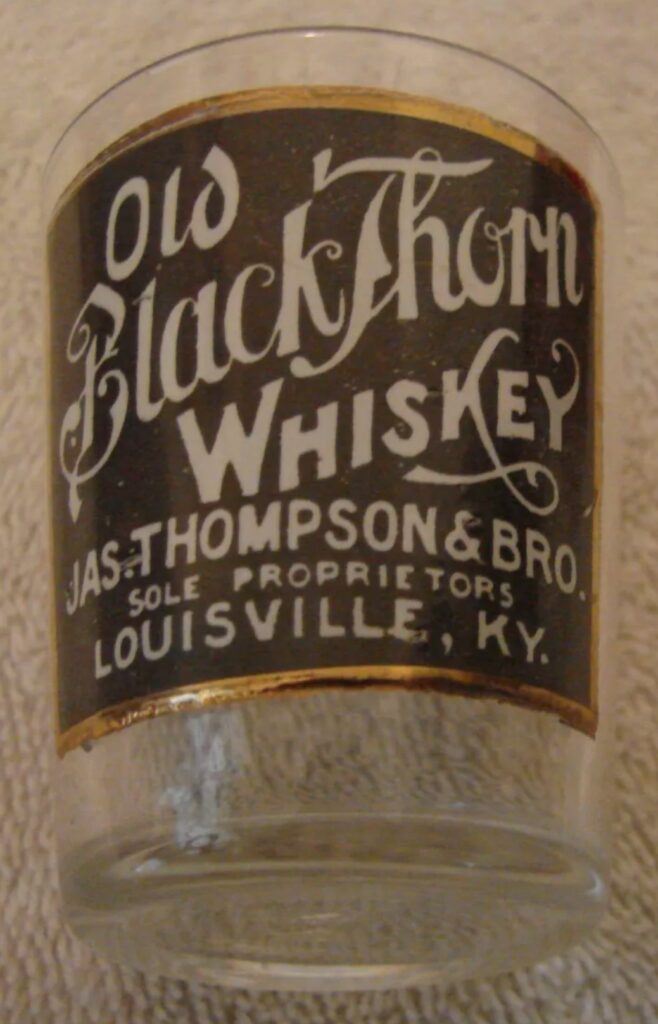 Old
Black Thorn
WHISKEY
JAS. THOMPSON & BRO.
SOLE PROPRIETORS
LOUISVILLE, KY.